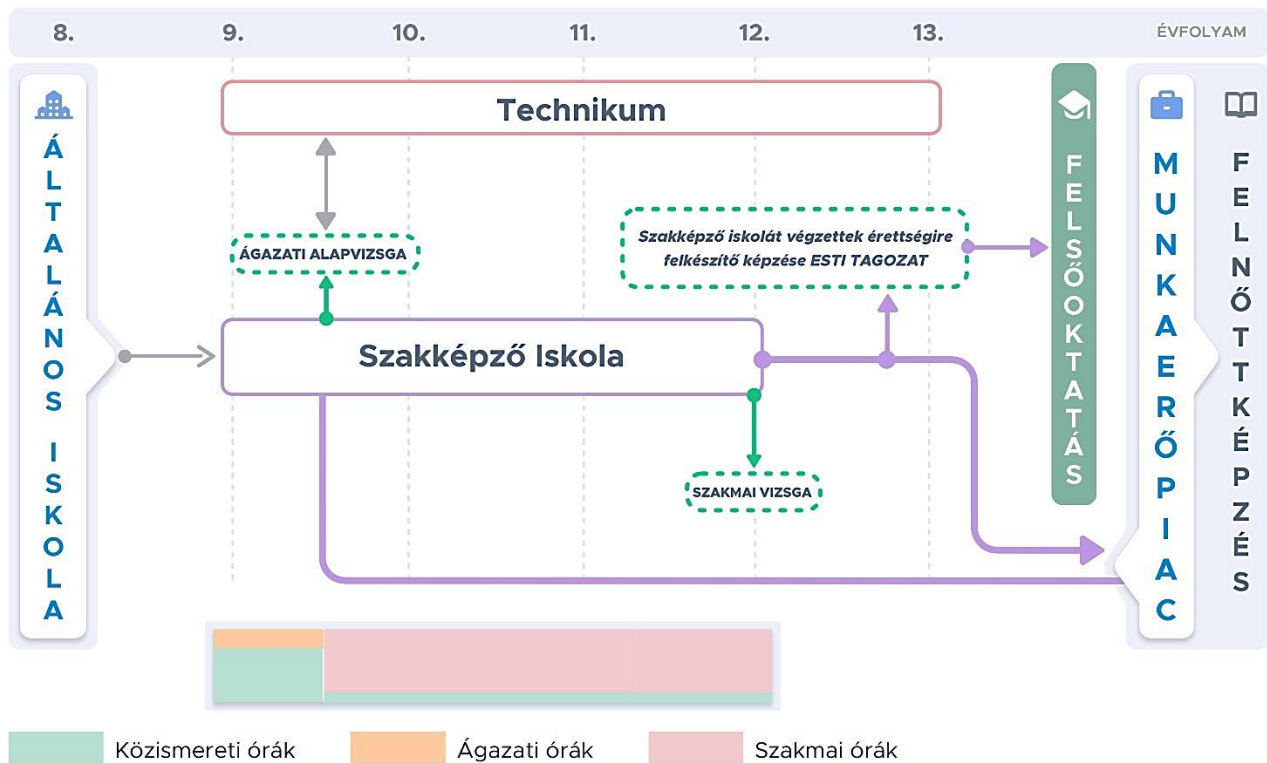 8. 9. 10. 11. 12. 13. ÉVFOLYAM
ÁLTALÁNOS ISKOLA
Technikum
ÁGAZATI ALAPVIZSGA
Szakképző iskolát végzettek érettségire
felkészítő képzése ESTI TAGOZAT
Szakképző Iskola
SZAKMAI VIZSGA
FELSŐOKTATÁS
MUNKAERŐPIAC
FELNŐTTKÉPZÉS
Közismereti órák
Ágazati órák
Szakmai órák